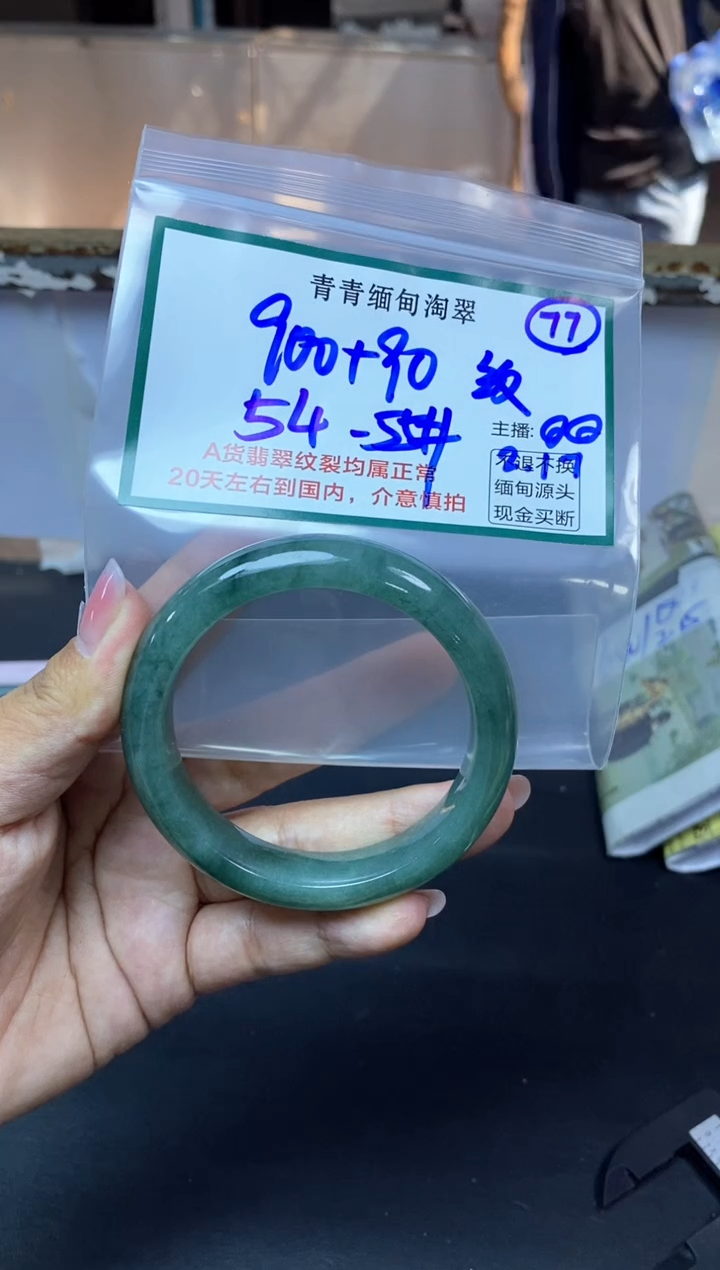 青青缅甸淘翠
77
900+90 纹
54
主播:
A货翡翠纹裂均属正常
20天左右到国内，介意慎拍
不退不换
缅甸源头
现金买断